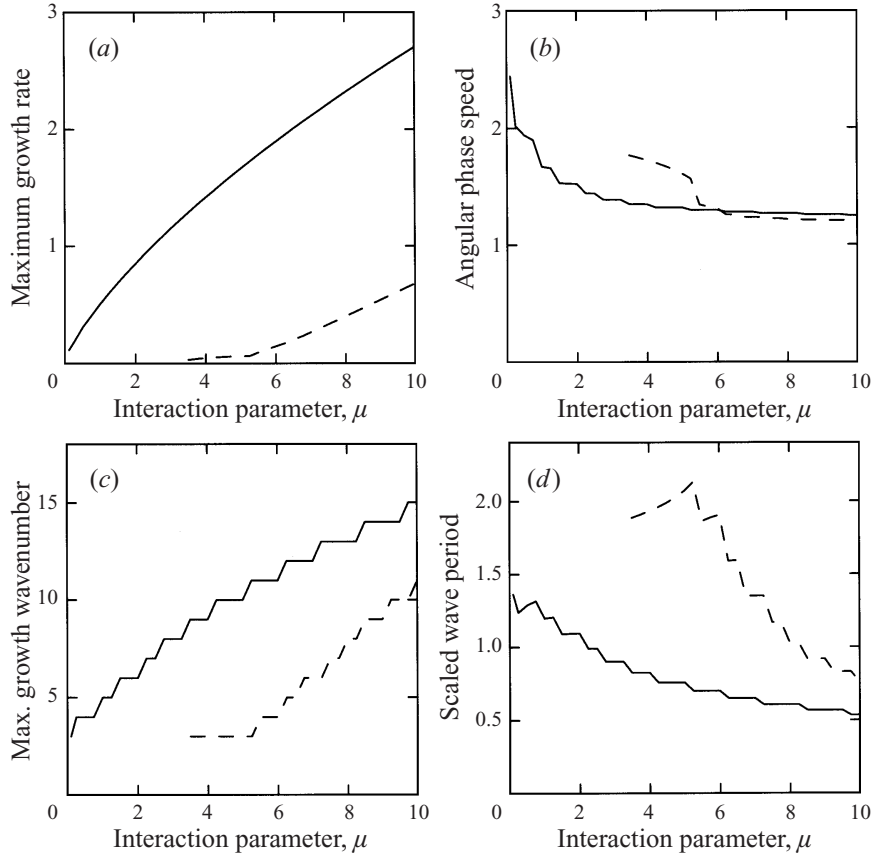 3
(a)
2
Maximum growth rate
1
0 2 4 6 8 10
Interaction parameter, μ
3
(b)
2
Angular phase speed
1
0 2 4 6 8 10
Interaction parameter, μ
(c)
15
Max. growth wavenumber
10
5
0 2 4 6 8 10
Interaction parameter, μ
(d)
2.0
1.5
Scaled wave period
1.0
0.5
0 2 4 6 8 10
Interaction parameter, μ